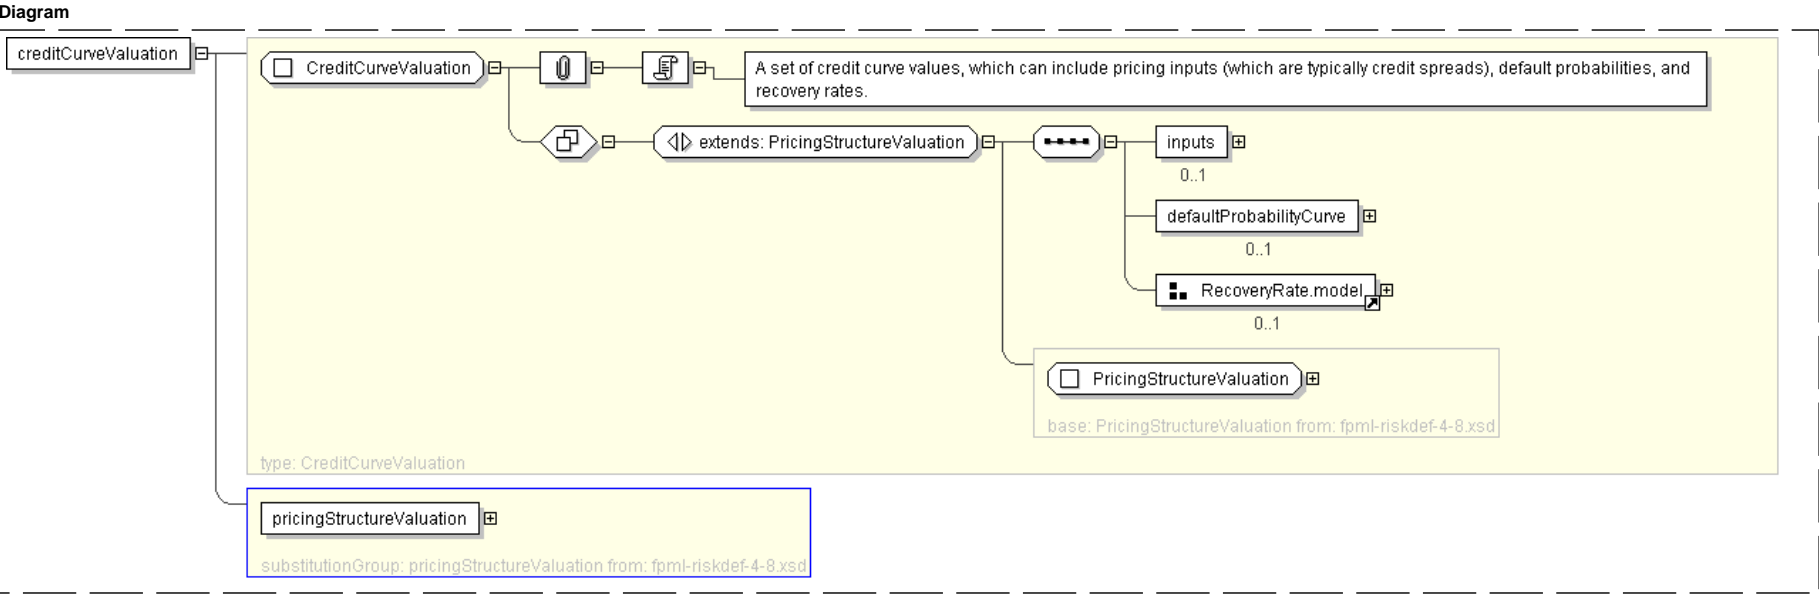 Diagram
creditCurveValuation
CreditCurveValuation
A set of credit curve values, which can include pricing inputs (which are typically credit spreads), default probabilities, and
recovery rates.
extends: PricingStructureValuation
inputs
0..1
defaultProbabilityCurve
0..1
RecoveryRate.model
0..1
PricingStructureValuation
base: PricingStructureValuation from: fpml-riskdef-4-8.xsd
type: CreditCurveValuation
pricingStructureValuation
substitutionGroup: pricingStructureValuation from: fpml-riskdef-4-8.xsd